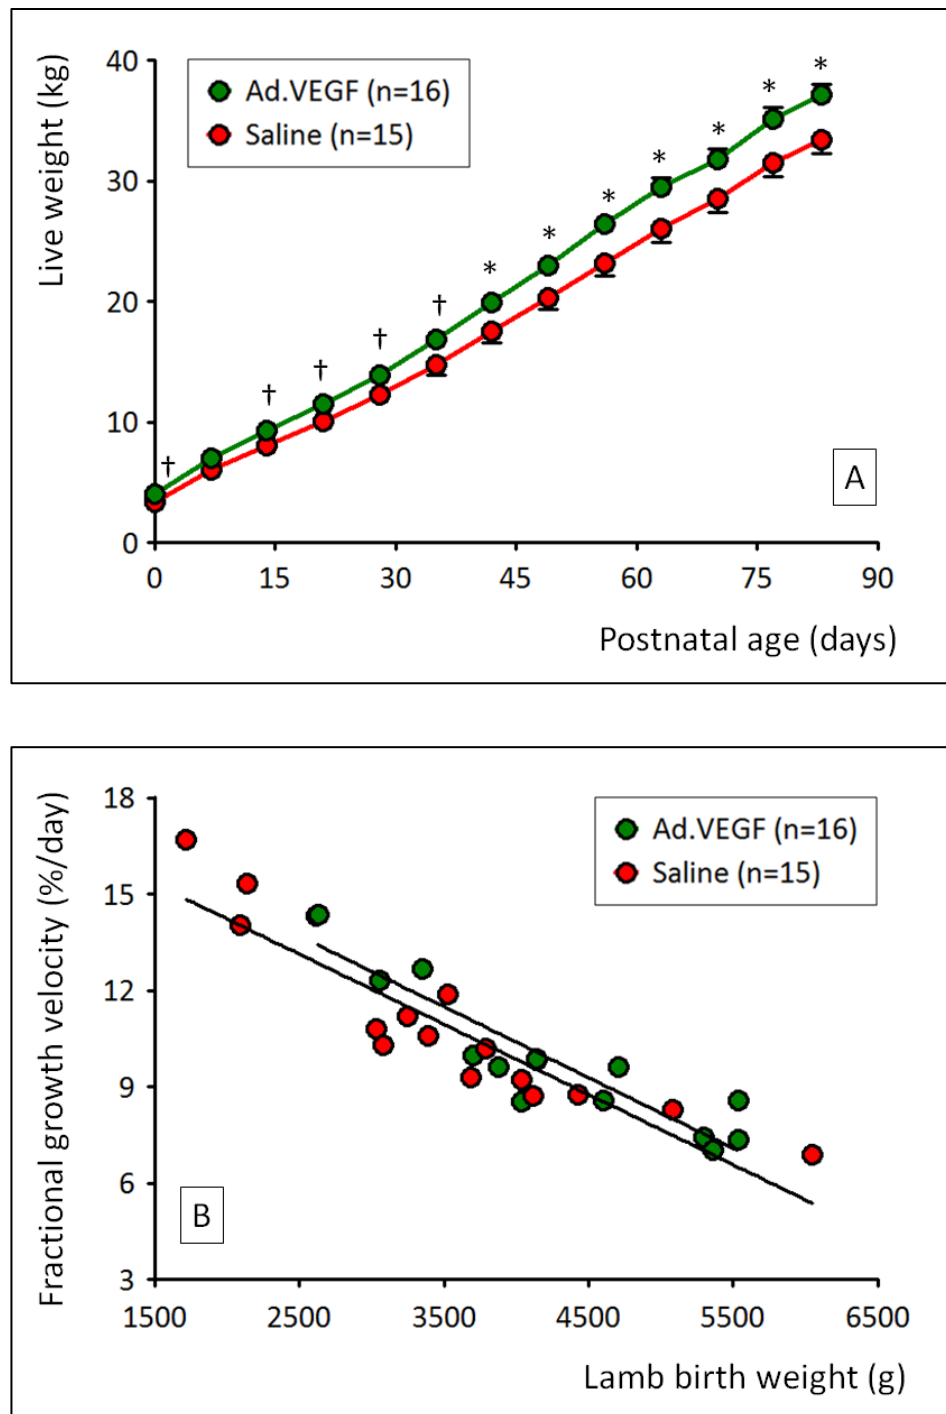 40
30
20
10
0
Live weight (kg)
Ad.VEGF (n=16)
Saline (n=15)
* * * * * * *
† † † † †
A
0 15 30 45 60 75 90
Postnatal age (days)
18
15
12
9
6
3
Fractional growth velocity (%/day)
Ad.VEGF (n=16)
Saline (n=15)
B
1500 2500 3500 4500 5500 6500
Lamb birth weight (g)